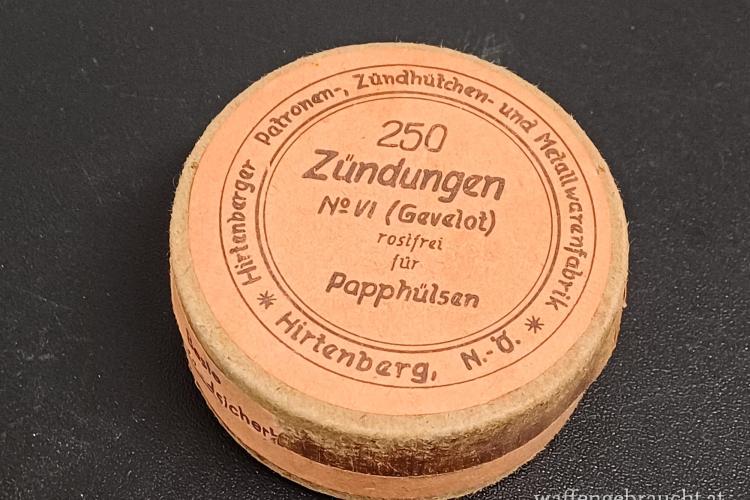 Hirtenberger Patronen-, Zündhütchen- und Metallwarenfabrik
250
Zündungen
No VI (Gevelot)
rostfrei
für
Papphülsen
* Hirtenberg, N.-Ö. *
waffengebraucht.at